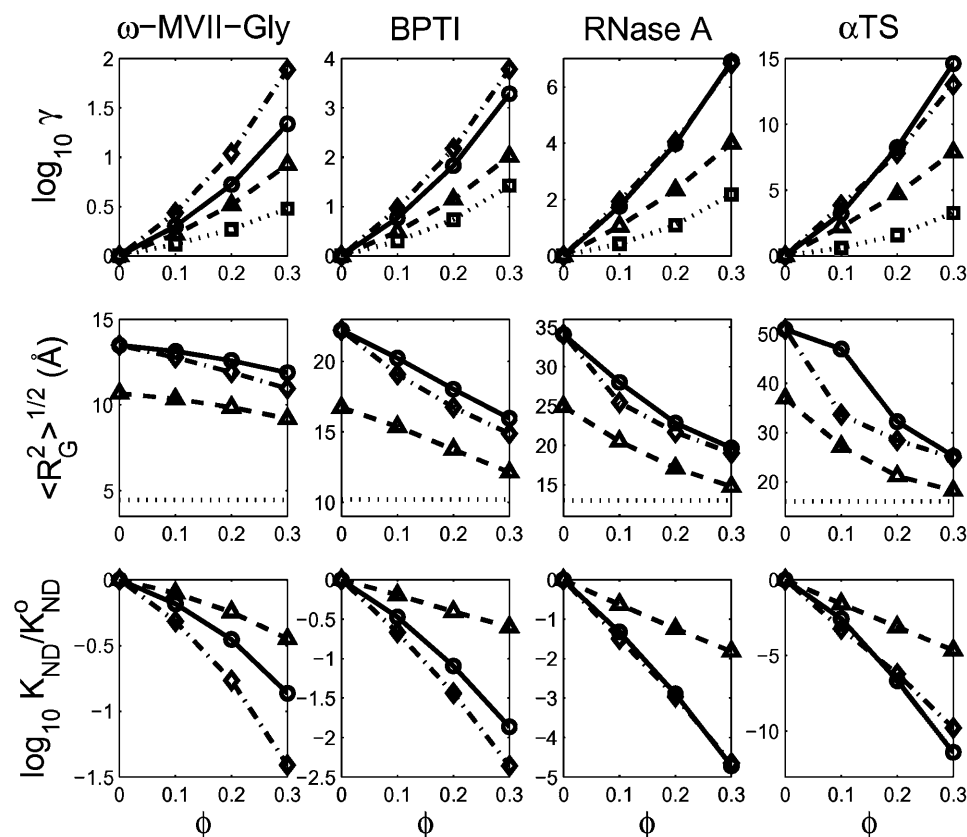 ω−MVII−Gly BPTI RNase A αTS
log10 γ
2 4 15
1.5 3 6 10
1 2 4
0.5 1 2 5
0 0 0 0
0 0.1 0.2 0.3 0 0.1 0.2 0.3 0 0.1 0.2 0.3 0 0.1 0.2 0.3
<R²G>1/2 (Å)
15 20 36 50
10 15 30 40
5 10 25 30
20 20
15
0 0.1 0.2 0.3 0 0.1 0.2 0.3 0 0.1 0.2 0.3 0 0.1 0.2 0.3
log10 KND/KoND
0 0 0 0
−0.5 −0.5 −1 −5
−1 −1 −2 −10
−1.5 −1.5 −3
−2 −4
−2.5 −5
0 0.1 0.2 0.3 0 0.1 0.2 0.3 0 0.1 0.2 0.3 0 0.1 0.2 0.3
ϕ ϕ ϕ ϕ